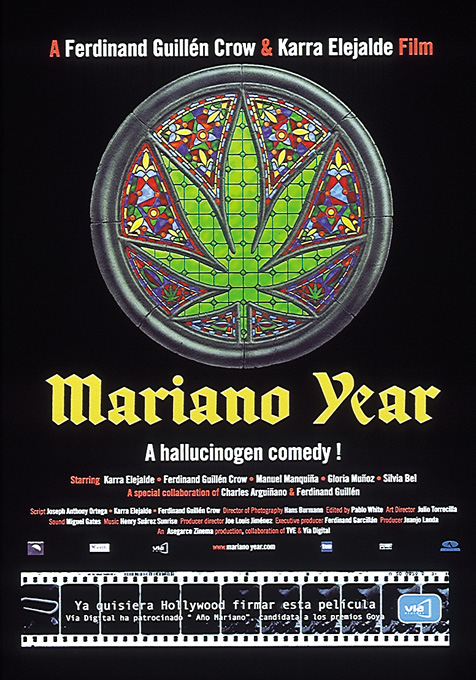 A Ferdinand Guillén Crow & Karra Elejalde Film
Mariano Year
A hallucinogen comedy !
Starring Karra Elejalde • Ferdinand Guillén Crow • Manuel Manquiña • Gloria Muñoz • Silvia Bel
A special collaboration of Charles Arguiñano & Ferdinand Guillén
Script Joseph Anthony Ortega • Karra Elejalde • Ferdinand Guillén Crow Director of Photography Hans Burmann Edited by Pablo White Art Director Julio Torrecilla
Sound Miguel Gates Music Henry Suárez Sunrise Producer director Joe Louis Jiménez Executive producer Ferdinand Garcillán Producer Juanjo Landa
An Asegarce Zinema production, collaboration of TVE & Vía Digital
vía www.mariano year.com
Ya quisiera Hollywood firmar esta película
Vía Digital ha patrocinado " Año Mariano", candidata a los premios Goya
vía
DIGITAL